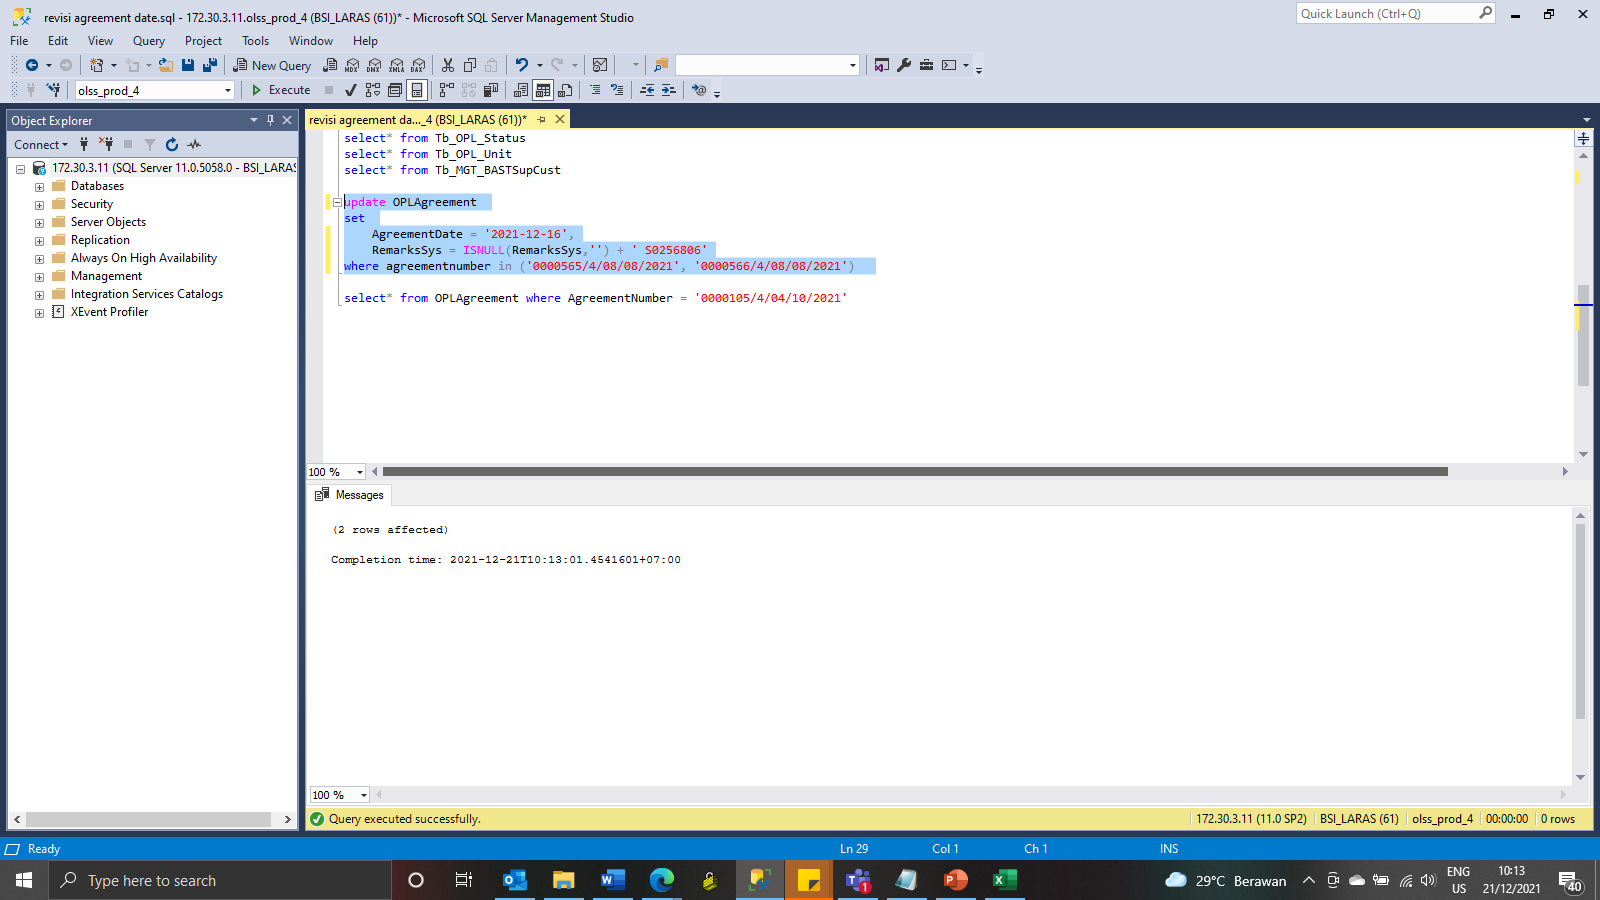 revisi agreement date.sql - 172.30.3.11.olss_prod_4 (BSI_LARAS (61))* - Microsoft SQL Server Management Studio
Quick Launch (Ctrl+Q)
File Edit View Query Project Tools Window Help
New Query
MDX DMX XMLA DAX
olss_prod_4
Execute
Object Explorer
Connect
172.30.3.11 (SQL Server 11.0.5058.0 - BSI_LARAS
Databases
Security
Server Objects
Replication
Always On High Availability
Management
Integration Services Catalogs
XEvent Profiler
revisi agreement da..._4 (BSI_LARAS (61))*
select* from Tb_OPL_Status
select* from Tb_OPL_Unit
select* from Tb_MGT_BASTSupCust
update OPLAgreement
set
AgreementDate = '2021-12-16',
RemarksSys = ISNULL(RemarksSys,'') + ' S0256806'
where agreementnumber in ('0000565/4/08/08/2021', '0000566/4/08/08/2021')
select* from OPLAgreement where AgreementNumber = '0000105/4/04/10/2021'
100 %
Messages
(2 rows affected)
Completion time: 2021-12-21T10:13:01.4541601+07:00
100 %
Query executed successfully.
172.30.3.11 (11.0 SP2)
BSI_LARAS (61)
olss_prod_4
00:00:00
0 rows
Ready
Ln 29
Col 1
Ch 1
INS
Type here to search
1
29°C Berawan
ENG
US
10:13
21/12/2021
40